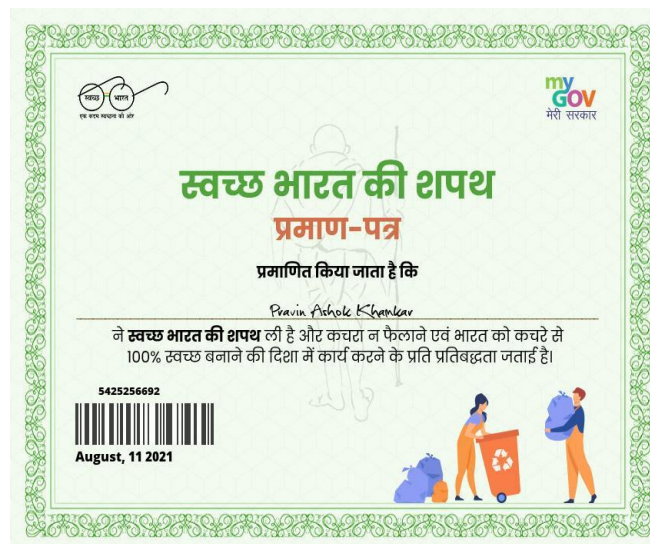 स्वच्छ भारत
एक कदम स्वच्छता की ओर
my
GOV
मेरी सरकार
स्वच्छ भारत की शपथ
प्रमाण-पत्र
प्रमाणित किया जाता है कि
Pravin Ashok Khamkar
ने स्वच्छ भारत की शपथ ली है और कचरा न फैलाने एवं भारत को कचरे से
100% स्वच्छ बनाने की दिशा में कार्य करने के प्रति प्रतिबद्धता जताई है।
5425256692
August, 11 2021